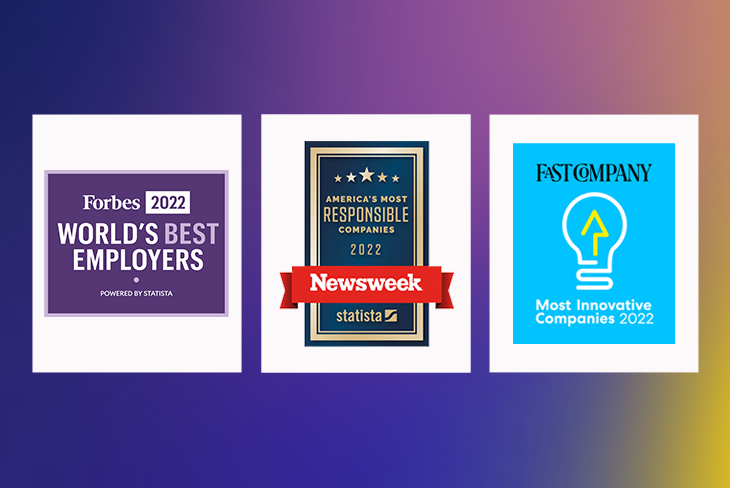 Forbes 2022
WORLD'S BEST
EMPLOYERS
POWERED BY STATISTA
AMERICA'S MOST
RESPONSIBLE
COMPANIES
2022
Newsweek
statista
FAST COMPANY
Most Innovative
Companies 2022